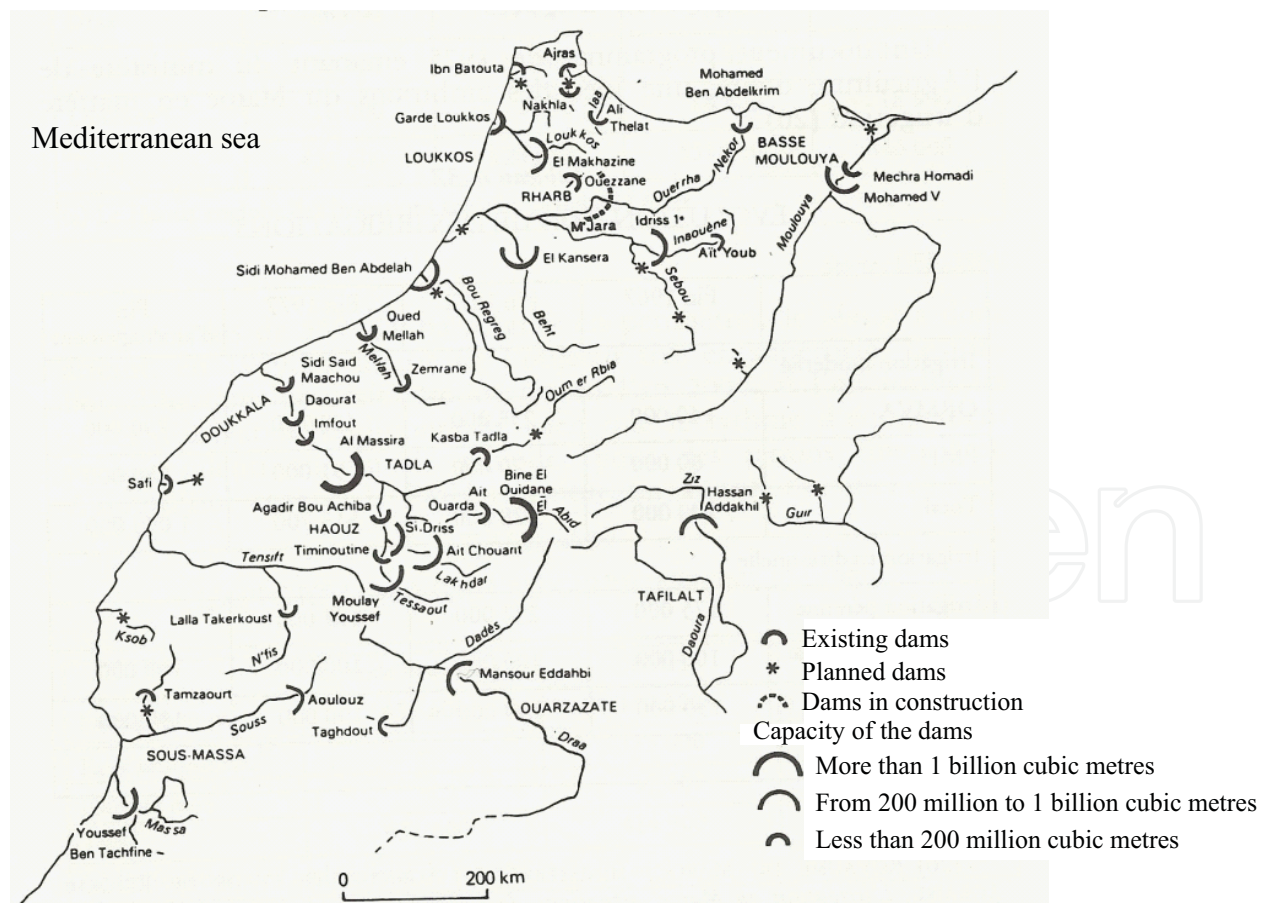 Mediterranean sea
Ibn Batouta
Ajras
Nakhla
Iaa
Ali
Thelat
Garde Loukkos
Loukkos
LOUKKOS
El Makhazine
Ouezzane
RHARB
M'Jara
Mohamed
Ben Abdelkrim
Nekor
Ouerrha
BASSE
MOULOUYA
Mechra Homadi
Mohamed V
Moulouya
Idriss 1
Inaouène
Aït Youb
Sebou
El Kansera
Beht
Sidi Mohamed Ben Abdelah
Bou Regreg
Oued
Mellah
Mellah
Zemrane
Sidi Said
Maachou
Daourat
Imfout
DOUKKALA
Al Massira
Oum er Rbia
Kasba Tadla
TADLA
Safi
Bine El
Ouidane
Ait
Ouarda
El Abid
Agadir Bou Achiba
HAOUZ
Si.Driss
Timinoutine
Ait Chouarit
Lakhdar
Tessaout
Moulay
Youssef
Tensift
Ziz
Hassan
Addakhil
Guir
TAFILALT
Daoura
Ksob
Lalla Takerkoust
N'fis
Dadès
Mansour Eddahbi
OUARZAZATE
Draa
Tamzaourt
Aoulouz
Souss
Taghdout
SOUS-MASSA
Youssef
Ben Tachfine
Massa
en
Existing dams
Planned dams
Dams in construction
Capacity of the dams
More than 1 billion cubic metres
From 200 million to 1 billion cubic metres
Less than 200 million cubic metres
0 200 km